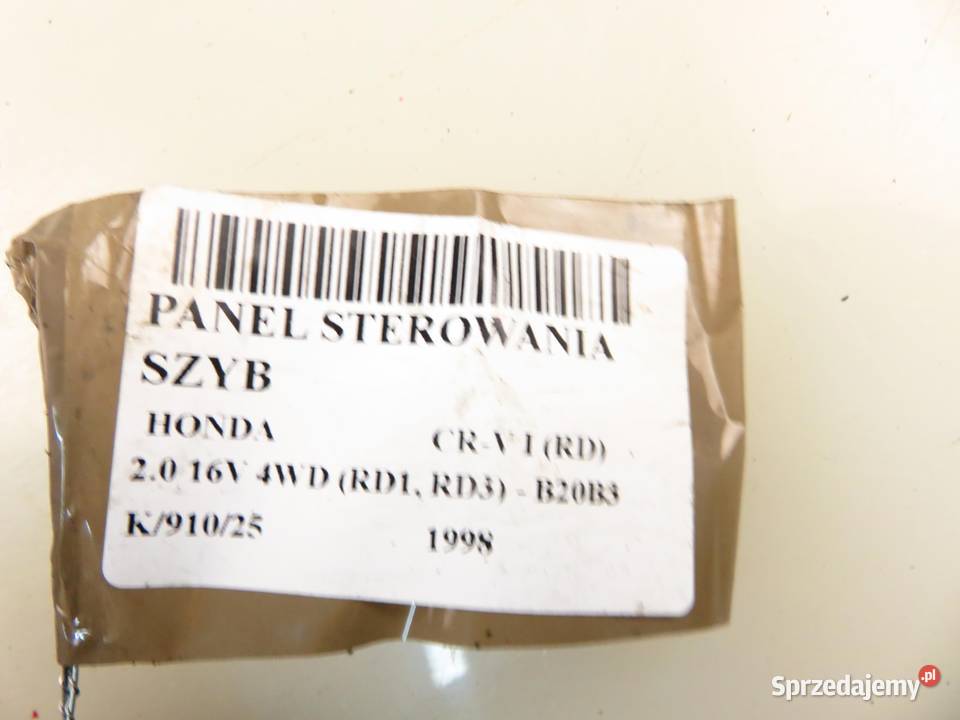 PANEL STEROWANIA
SZYB
HONDA CR-V I (RD)
2.0 16V 4WD (RD1, RD3) - B20B3
K/910/25 1998
Sprzedajemy.pl